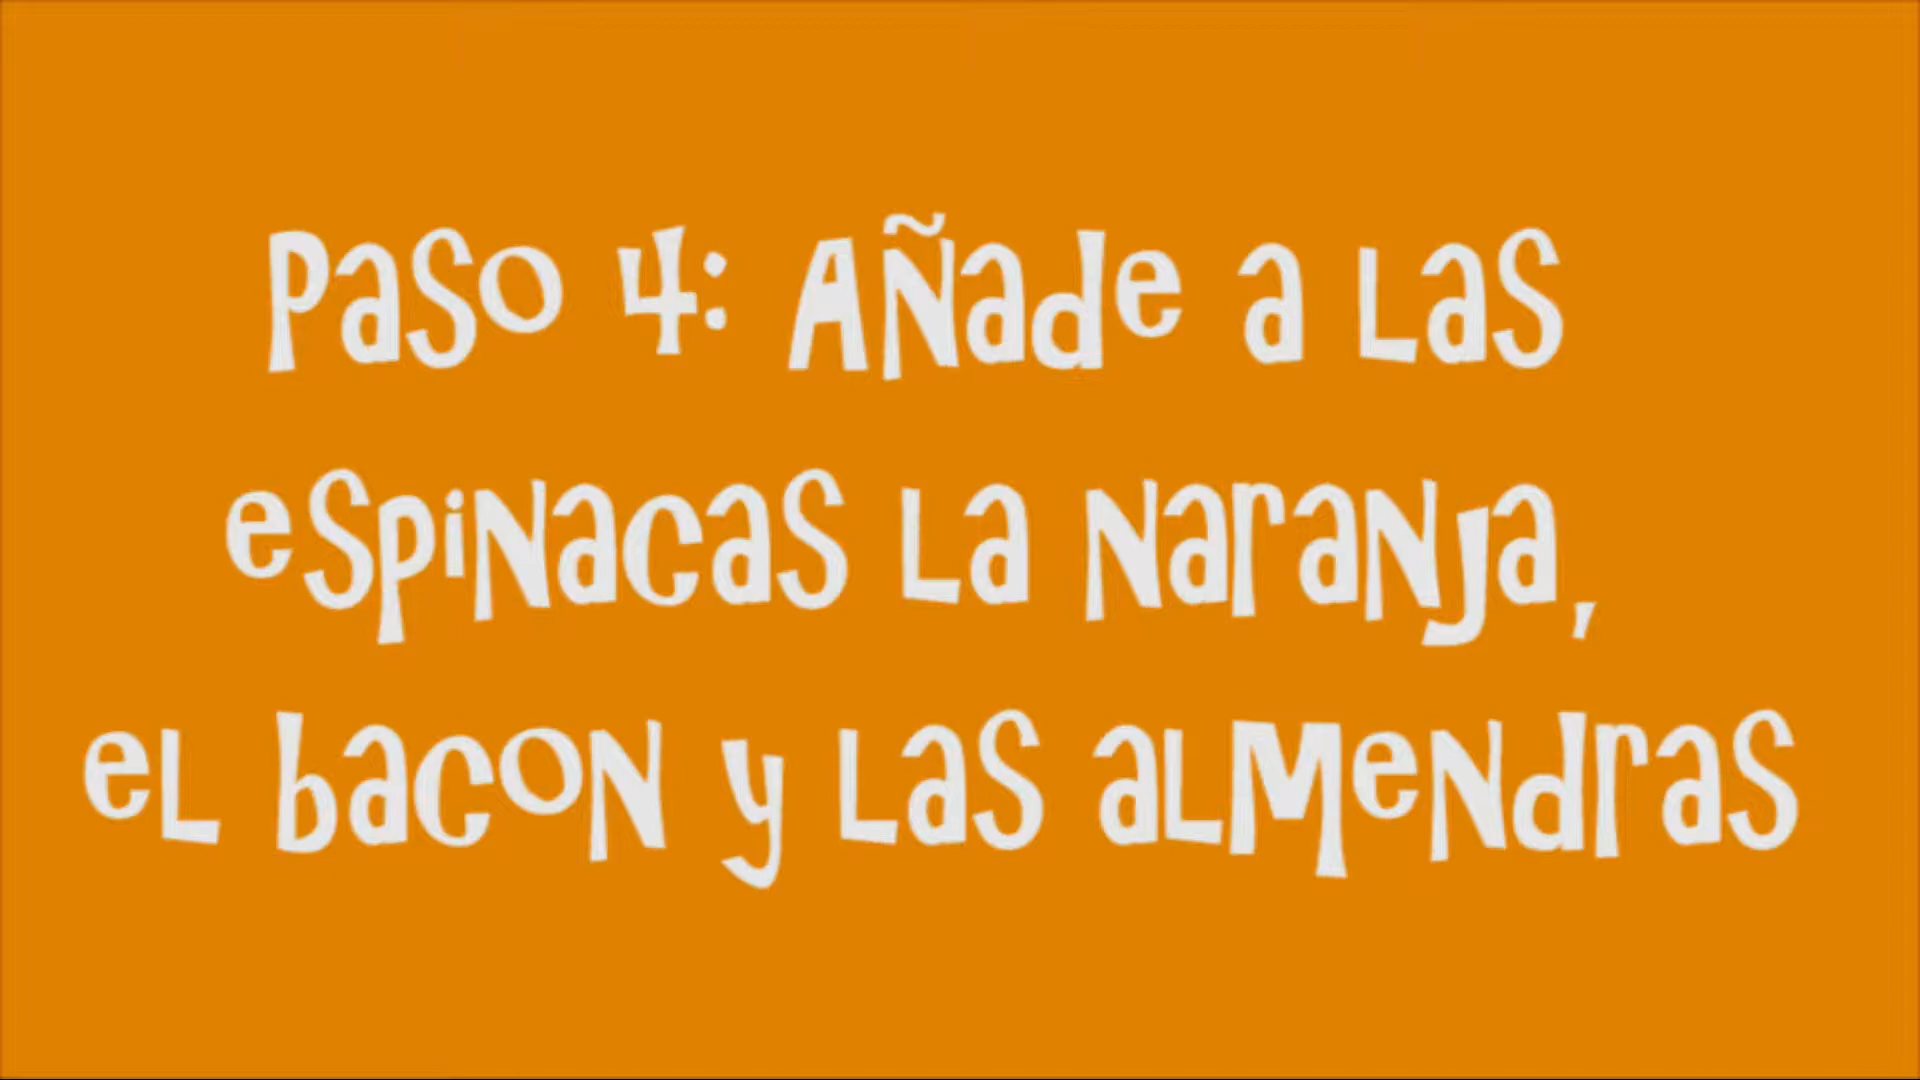 Paso 4: Añade a las
espinacas la naranja,
el bacon y las almendras